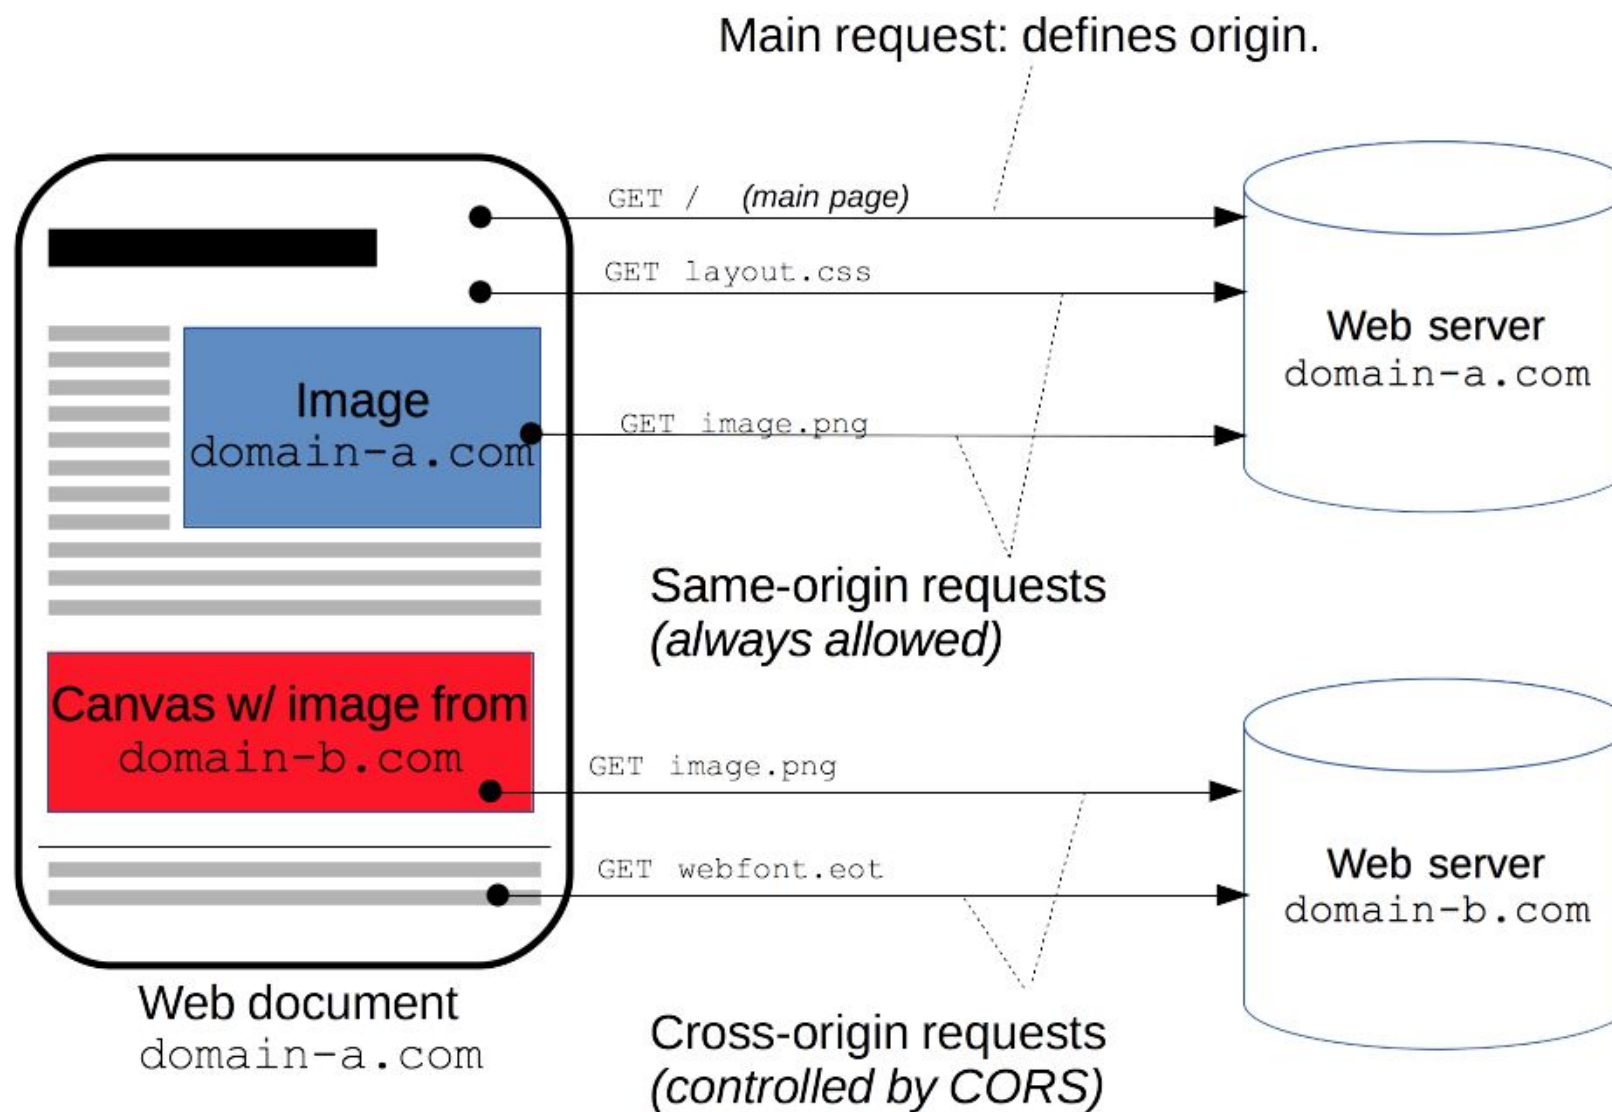 Main request: defines origin.
GET / (main page)
GET layout.css
Image
domain-a.com
GET image.png
Web server
domain-a.com
Same-origin requests
(always allowed)
Canvas w/ image from
domain-b.com
GET image.png
GET webfont.eot
Web server
domain-b.com
Web document
domain-a.com
Cross-origin requests
(controlled by CORS)